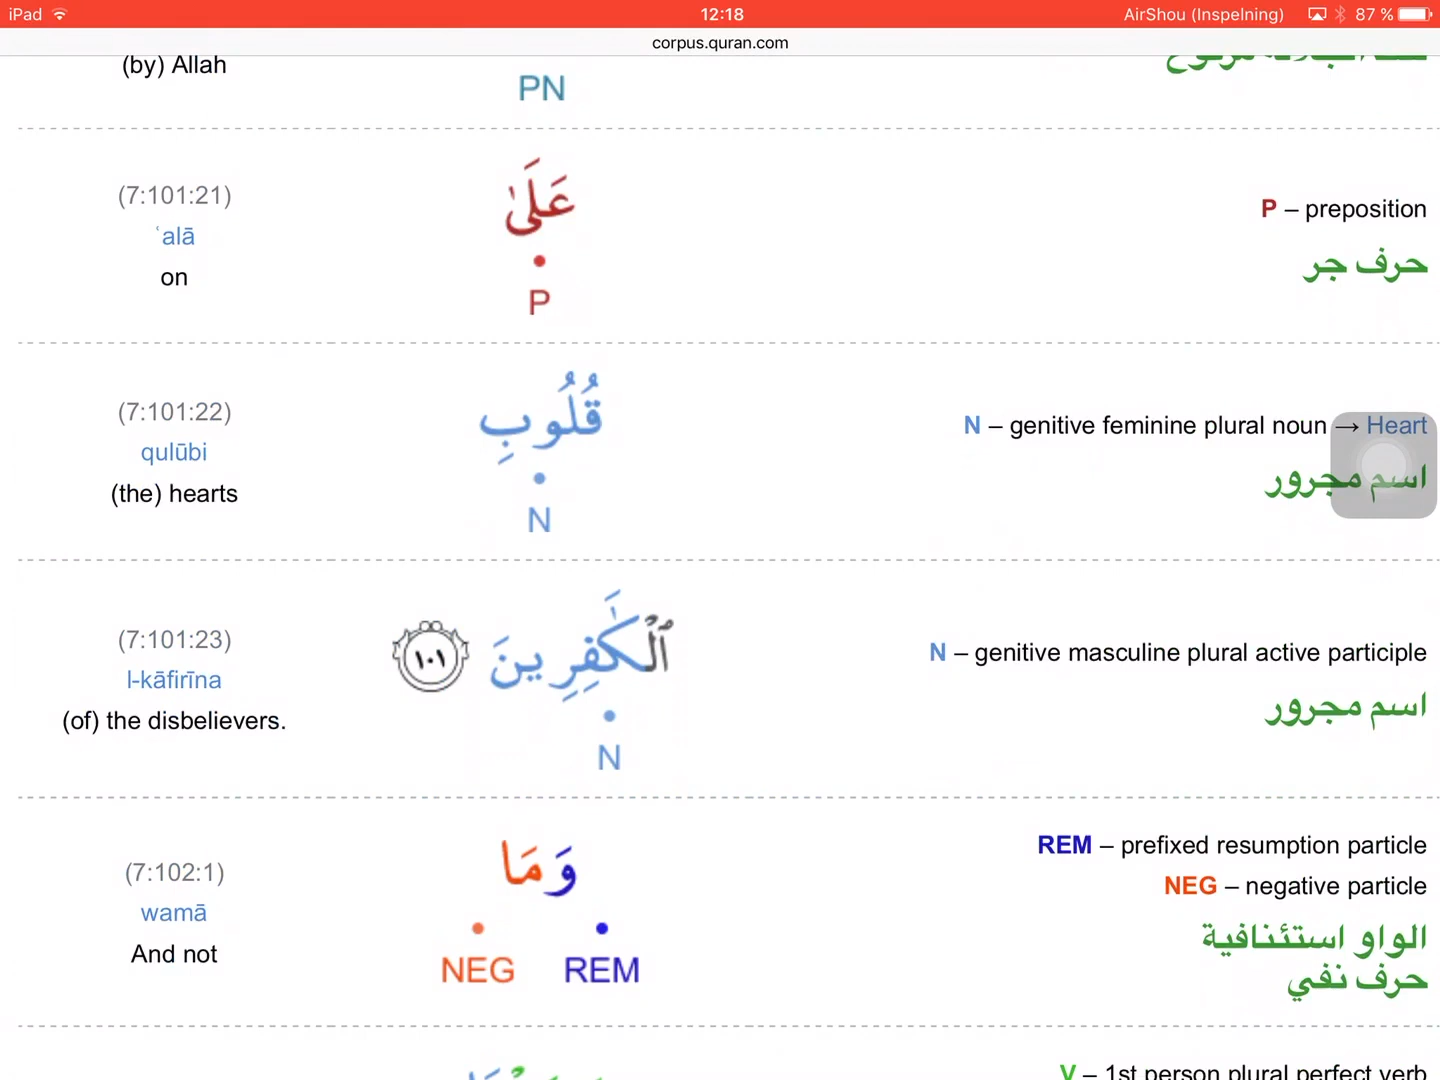 iPad 12:18 AirShou (Inspelning) 87 %
corpus.quran.com
(by) Allah
PN
(7:101:21)
ʿalā
on
عَلَىٰ
P
P – preposition
حرف جر
(7:101:22)
qulūbi
(the) hearts
قُلُوبِ
N
N – genitive feminine plural noun → Heart
اسم مجرور
(7:101:23)
l-kāfirīna
(of) the disbelievers.
ٱلْكَـٰفِرِينَ ١٠١
N
N – genitive masculine plural active participle
اسم مجرور
(7:102:1)
wamā
And not
وَمَا
NEG REM
REM – prefixed resumption particle
NEG – negative particle
الواو استئنافية
حرف نفي
V – 1st person plural perfect verb